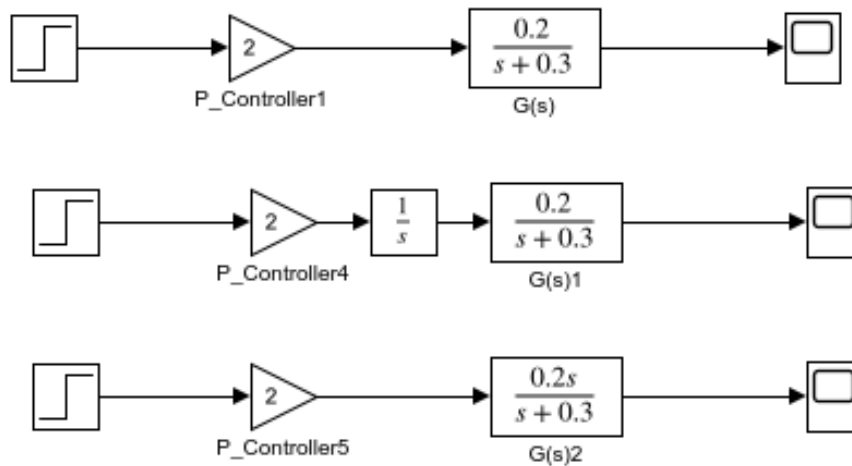 2
0.2
s + 0.3
P_Controller1
G(s)
2
1
s
0.2
s + 0.3
P_Controller4
G(s)1
2
0.2s
s + 0.3
P_Controller5
G(s)2